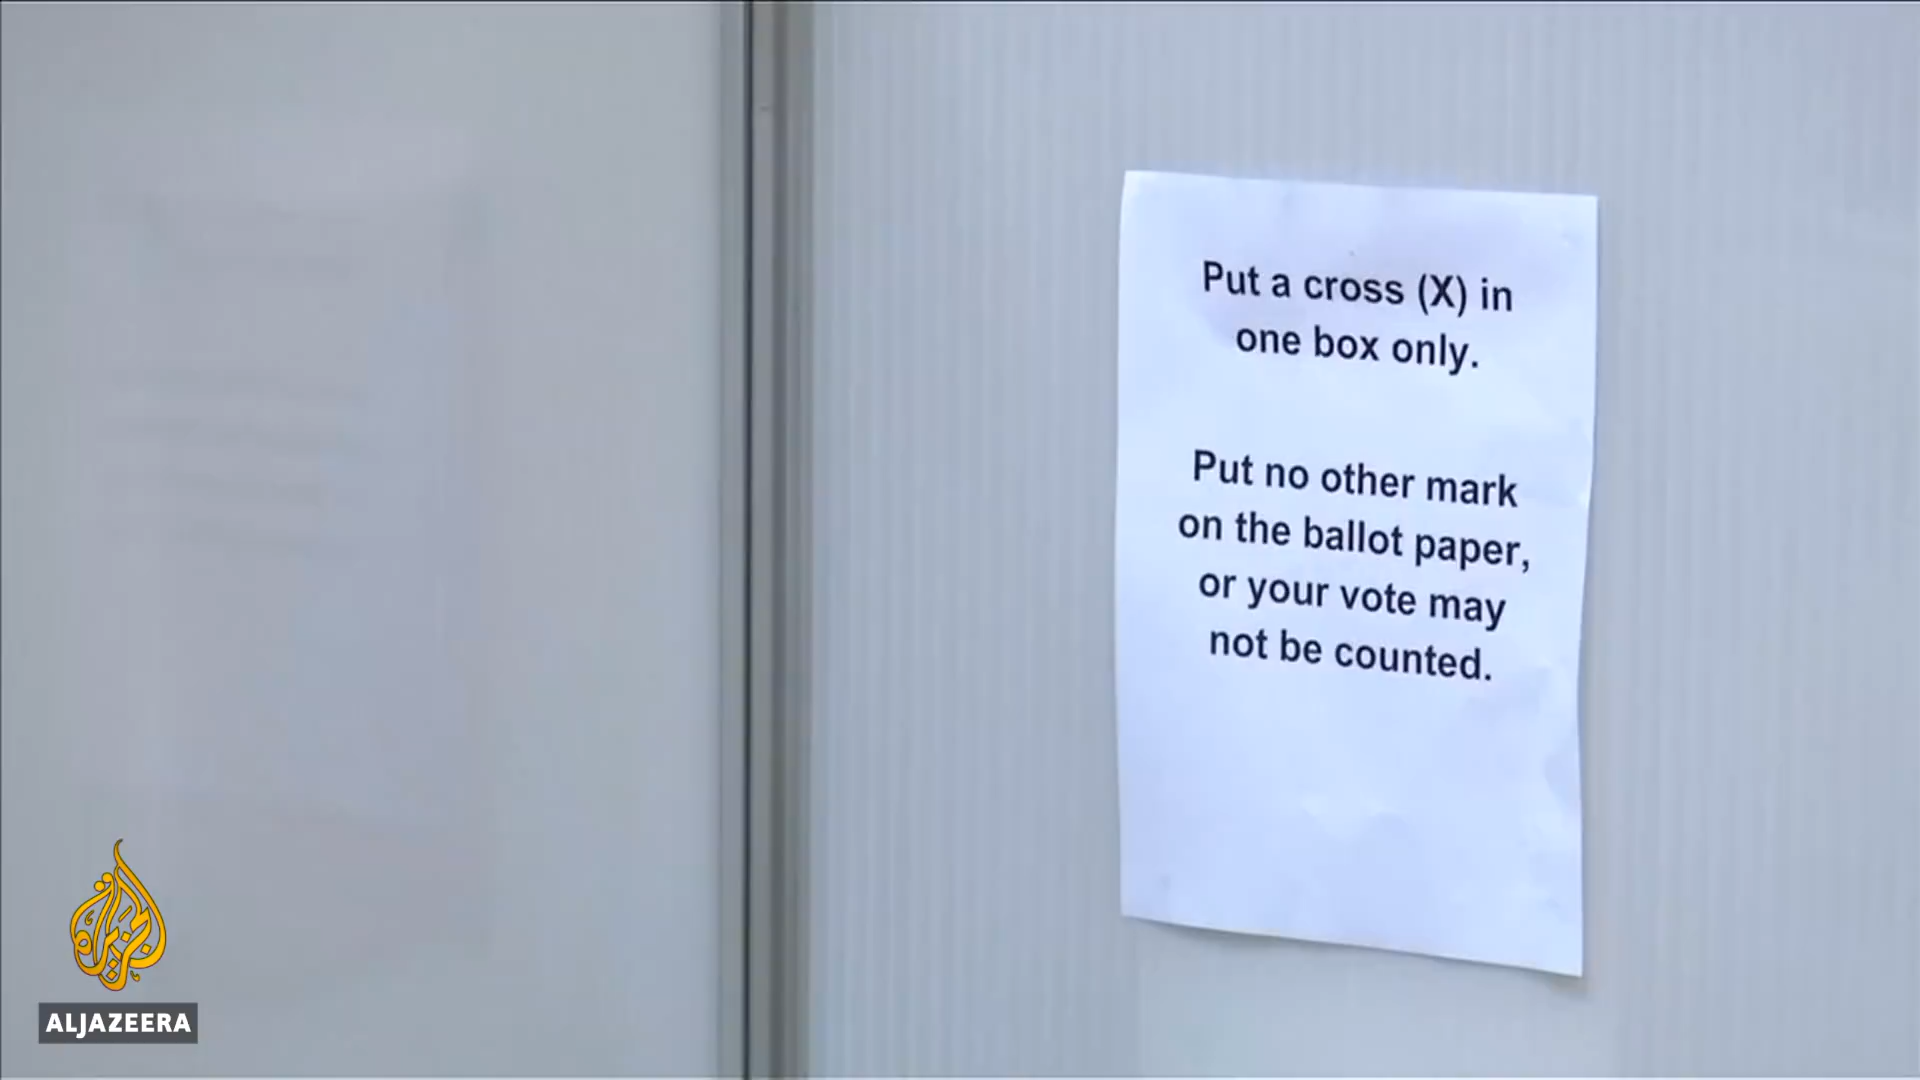 Put a cross (X) in
one box only.
Put no other mark
on the ballot paper,
or your vote may
not be counted.
الجزيرة
ALJAZEERA